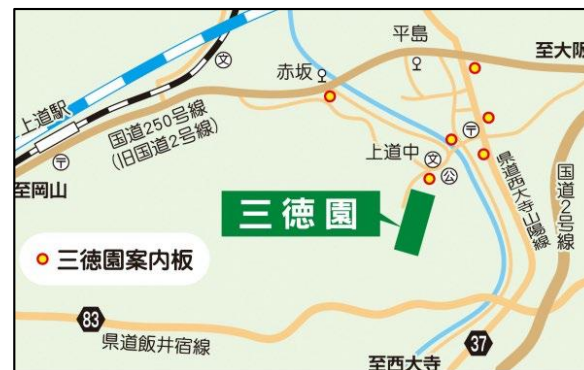 平島
至大阪
赤坂
文
上道駅
国道250号線
(旧国道2号線)
〒
〒
上道中
文
公
至岡山
県道西大寺山陽線
国道2号線
三徳園
三徳園案内板
83
県道飯井宿線
37
至西大寺